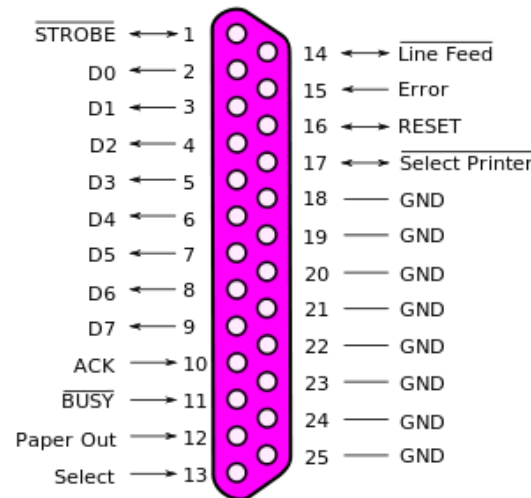 STROBE 1
D0 2
D1 3
D2 4
D3 5
D4 6
D5 7
D6 8
D7 9
ACK 10
BUSY 11
Paper Out 12
Select 13
14 Line Feed
15 Error
16 RESET
17 Select Printer
18 GND
19 GND
20 GND
21 GND
22 GND
23 GND
24 GND
25 GND